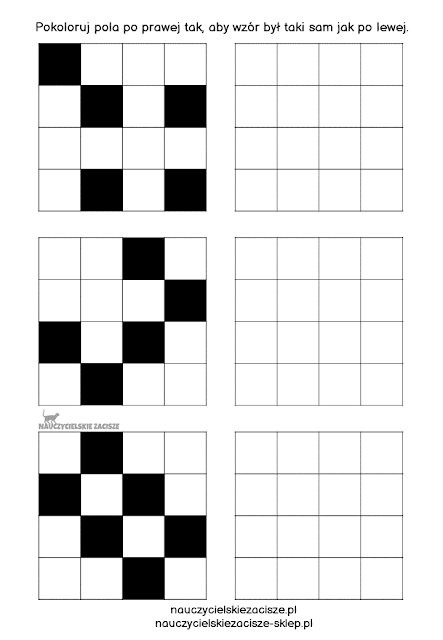 Pokoloruj pola po prawej tak, aby wzór był taki sam jak po lewej.
NAUCZYCIELSKIE ZACISZE
nauczycielskiezacisze.pl
nauczycielskiezacisze-sklep.pl